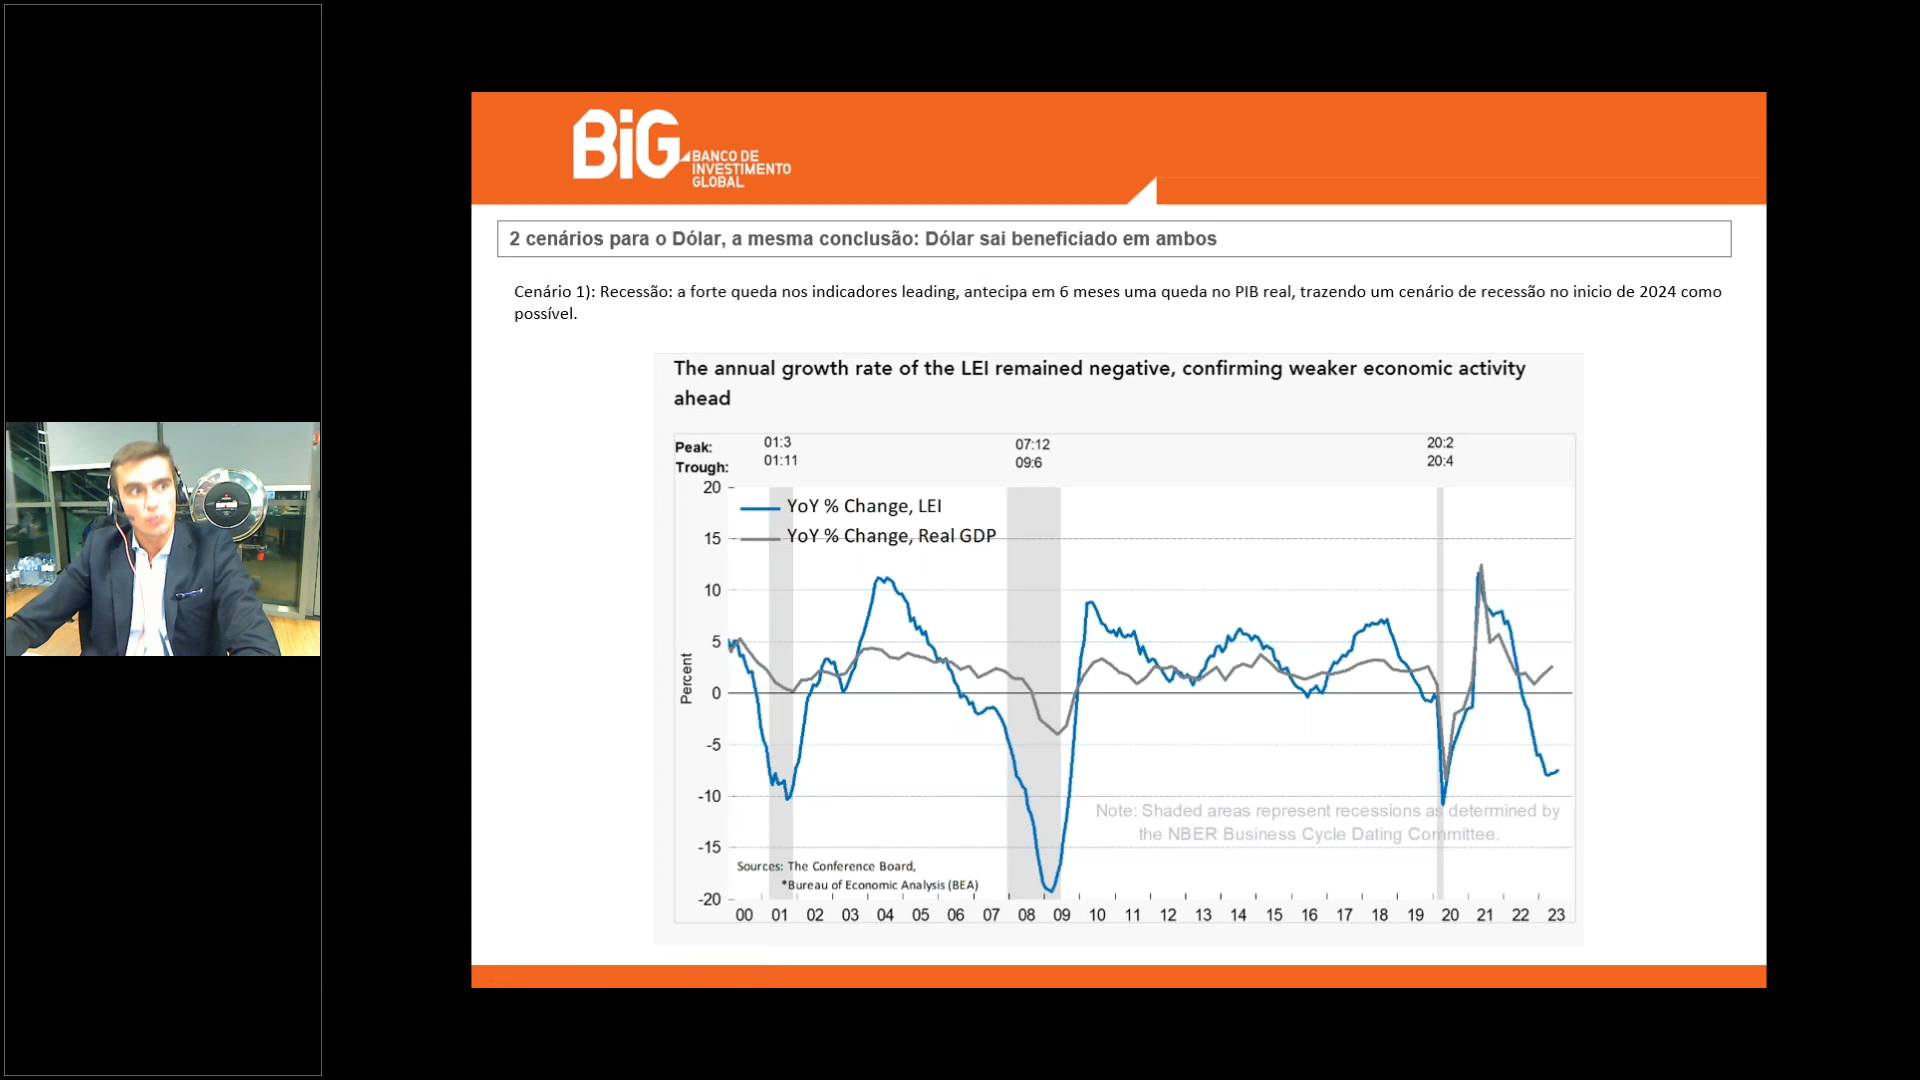 BiG
BANCO DE
INVESTIMENTO
GLOBAL
2 cenários para o Dólar, a mesma conclusão: Dólar sai beneficiado em ambos
Cenário 1): Recessão: a forte queda nos indicadores leading, antecipa em 6 meses uma queda no PIB real, trazendo um cenário de recessão no inicio de 2024 como
possível.
The annual growth rate of the LEI remained negative, confirming weaker economic activity
ahead
Peak: 01:3 07:12 20:2
Trough: 01:11 09:6 20:4
20
YoY % Change, LEI
15
YoY % Change, Real GDP
10
5
Percent
0
-5
-10
Note: Shaded areas represent recessions as determined by
the NBER Business Cycle Dating Committee.
-15
Sources: The Conference Board,
*Bureau of Economic Analysis (BEA)
-20
00 01 02 03 04 05 06 07 08 09 10 11 12 13 14 15 16 17 18 19 20 21 22 23